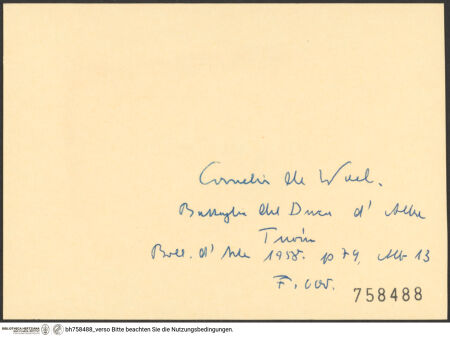 Cornelis de Wael.
Battaglia del Duca d' Alba
Turin
Boll. d' Arte 1958. p 79, Abb 13
F. cor.
758488
bh758488_verso Bitte beachten Sie die Nutzungsbedingungen.